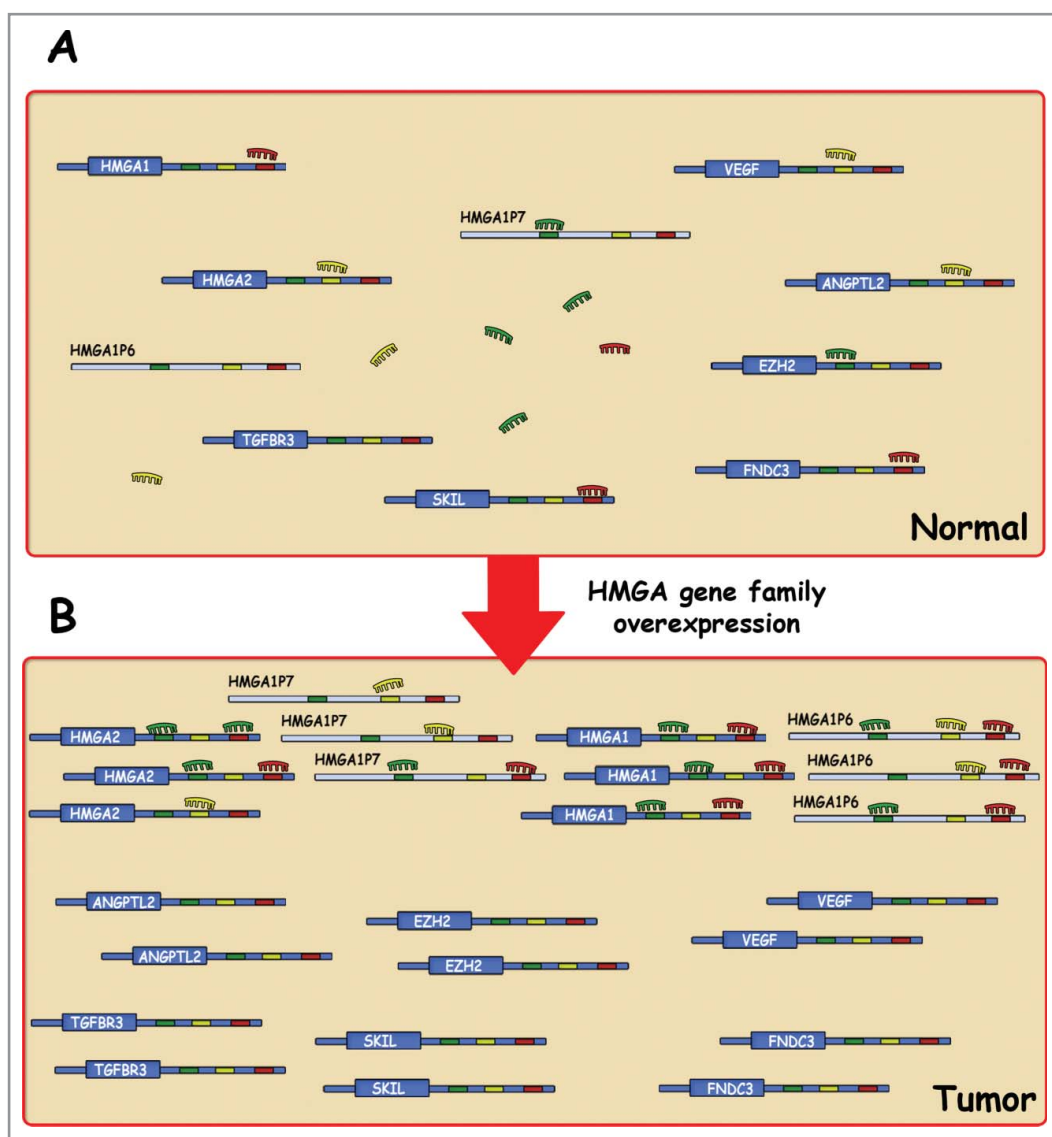 A
HMGA1
VEGF
HMGA1P7
HMGA2
ANGPTL2
HMGA1P6
EZH2
TGFBR3
FNDC3
SKIL
Normal
HMGA gene family
overexpression
B
HMGA1P7
HMGA2
HMGA1P7
HMGA1
HMGA1P6
HMGA2
HMGA1P7
HMGA1
HMGA1P6
HMGA2
HMGA1
HMGA1P6
ANGPTL2
EZH2
VEGF
ANGPTL2
EZH2
VEGF
TGFBR3
SKIL
FNDC3
TGFBR3
SKIL
FNDC3
Tumor